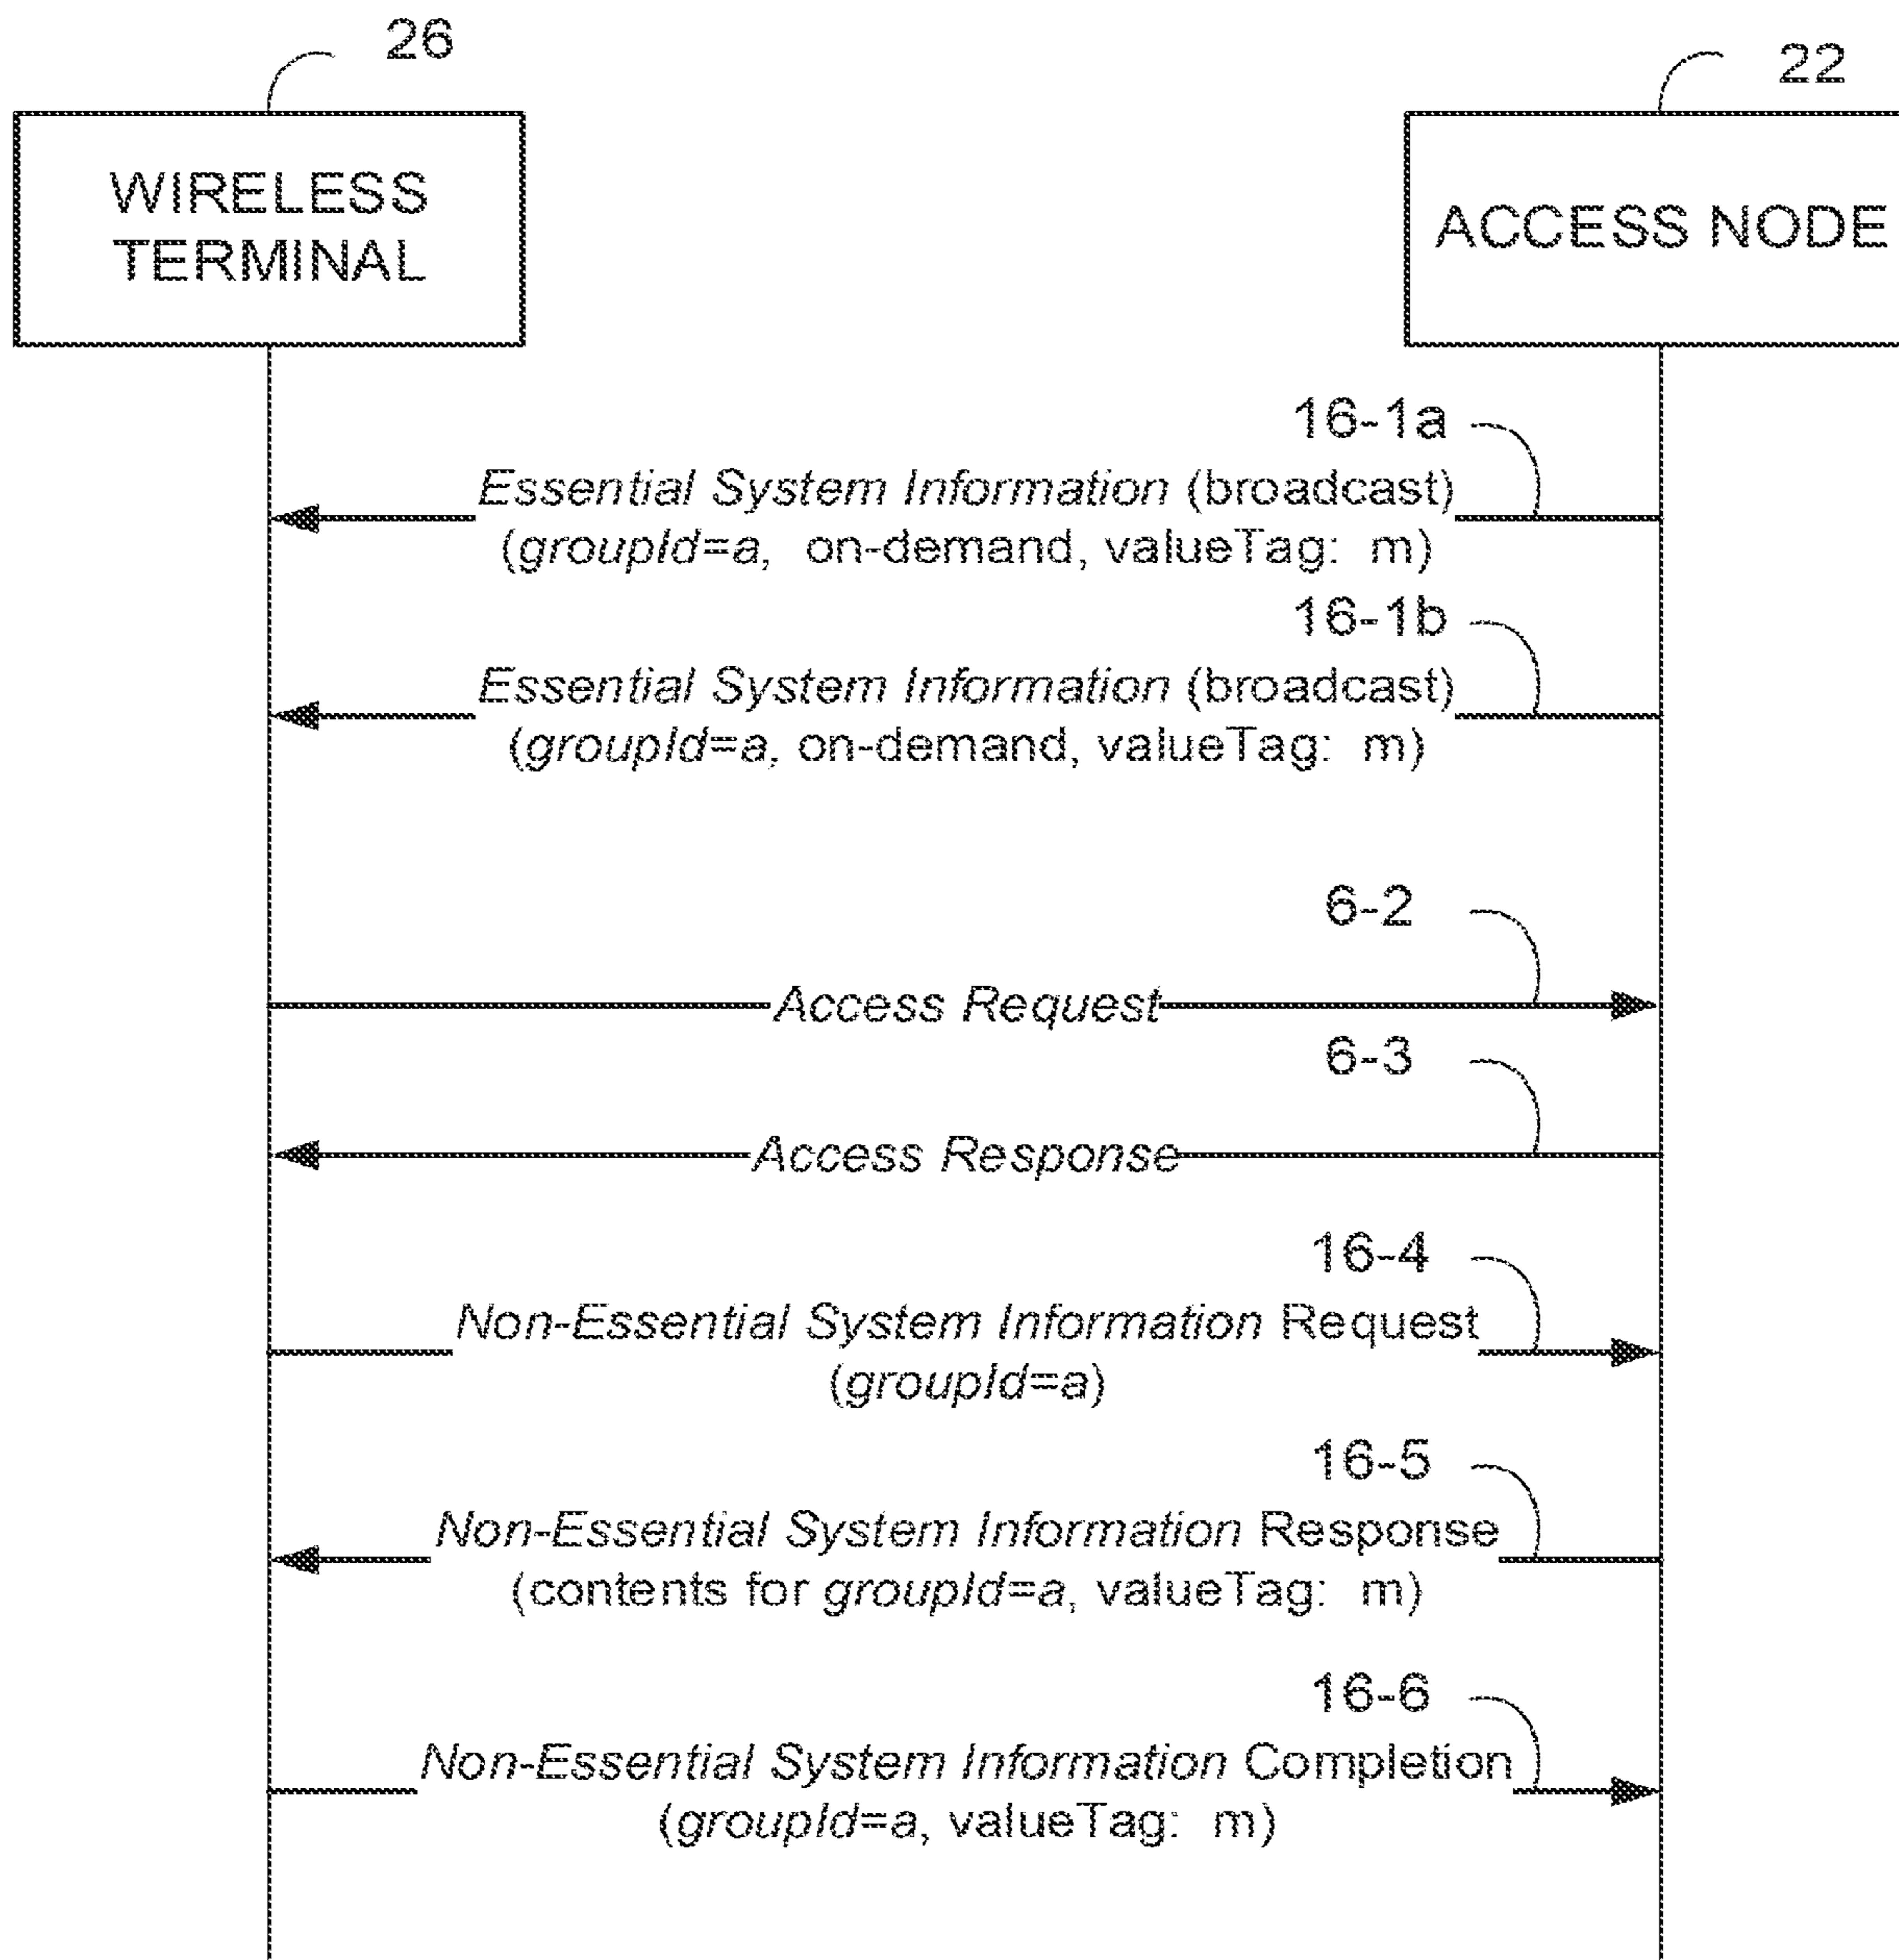 26
22
WIRELESS
TERMINAL
ACCESS NODE
16-1a
Essential System Information (broadcast)
(groupId=a, on-demand, valueTag: m)
16-1b
Essential System Information (broadcast)
(groupId=a, on-demand, valueTag: m)
6-2
Access Request
6-3
Access Response
16-4
Non-Essential System Information Request
(groupId=a)
16-5
Non-Essential System Information Response
(contents for groupId=a, valueTag: m)
16-6
Non-Essential System Information Completion
(groupId=a, valueTag: m)